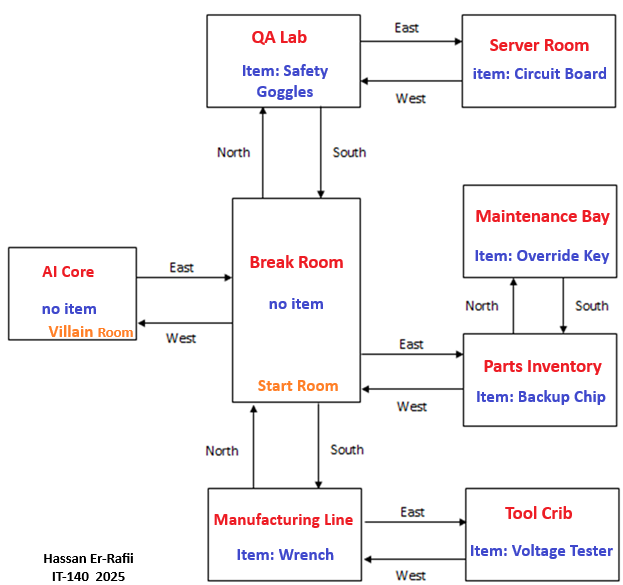 QA Lab
Item: Safety
Goggles
East
West
Server Room
item: Circuit Board
North
South
Maintenance Bay
Item: Override Key
AI Core
no item
Villain Room
East
West
Break Room
no item
Start Room
North
South
East
West
Parts Inventory
Item: Backup Chip
North
South
Manufacturing Line
Item: Wrench
East
West
Tool Crib
Item: Voltage Tester
Hassan Er-Rafii
IT-140 2025